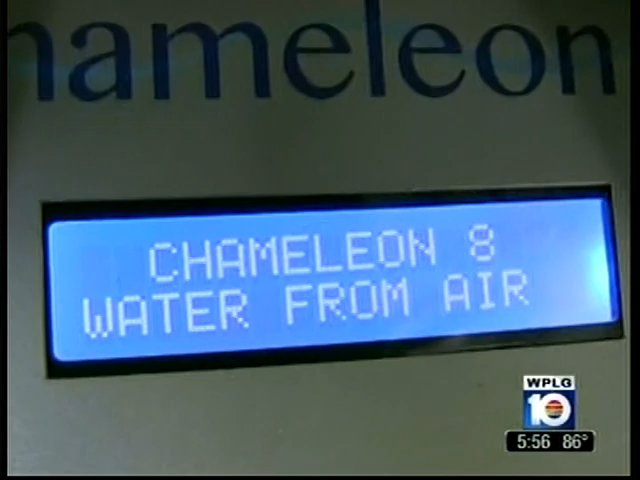 hameleon
CHAMELEON 8
WATER FROM AIR
WPLG
10
5:56 86°